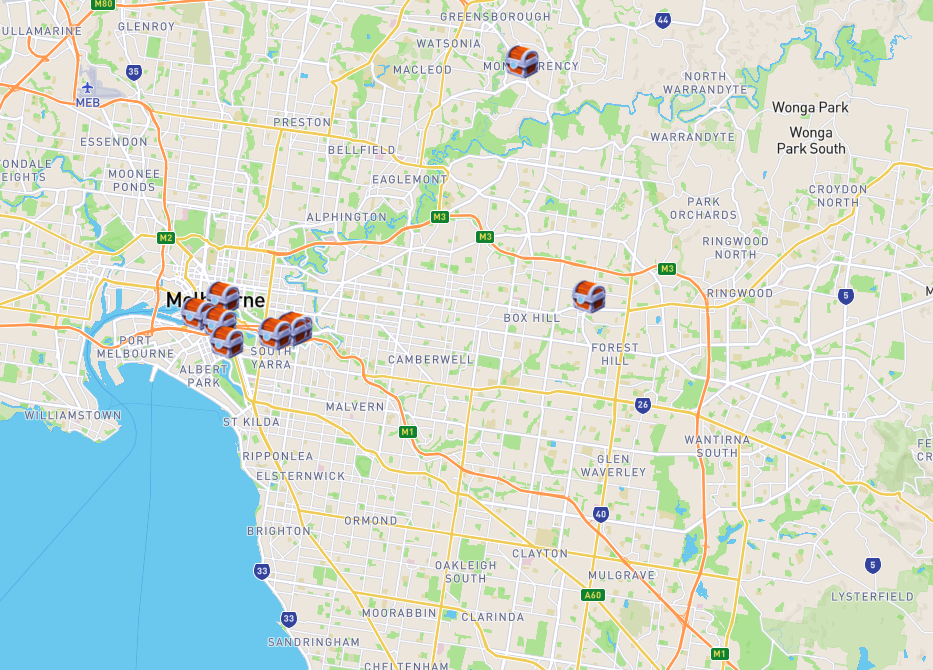 M80
GREENSBOROUGH
44
GLENROY
ULLAMARINE
WATSONIA
MACLEOD
35
NORTH
WARRANDYTE
MEB
Wonga Park
PRESTON
Wonga
Park South
WARRANDYTE
ESSENDON
BELLFIELD
ONDALE
EIGHTS
MOONEE
PONDS
EAGLEMONT
CROYDON
NORTH
PARK
ORCHARDS
ALPHINGTON
M3
M2
M3
RINGWOOD
NORTH
M3
RINGWOOD
5
BOX HILL
PORT
MELBOURNE
SOUTH
YARRA
FOREST
HILL
CAMBERWELL
ALBERT
PARK
26
MALVERN
WILLIAMSTOWN
ST KILDA
M1
WANTIRNA
SOUTH
FE
CR
RIPPONLEA
GLEN
WAVERLEY
ELSTERNWICK
40
ORMOND
BRIGHTON
CLAYTON
OAKLEIGH
SOUTH
5
33
MULGRAVE
A60
LYSTERFIELD
MOORABBIN
CLARINDA
33
SANDRINGHAM
M1
CHELTENHAM